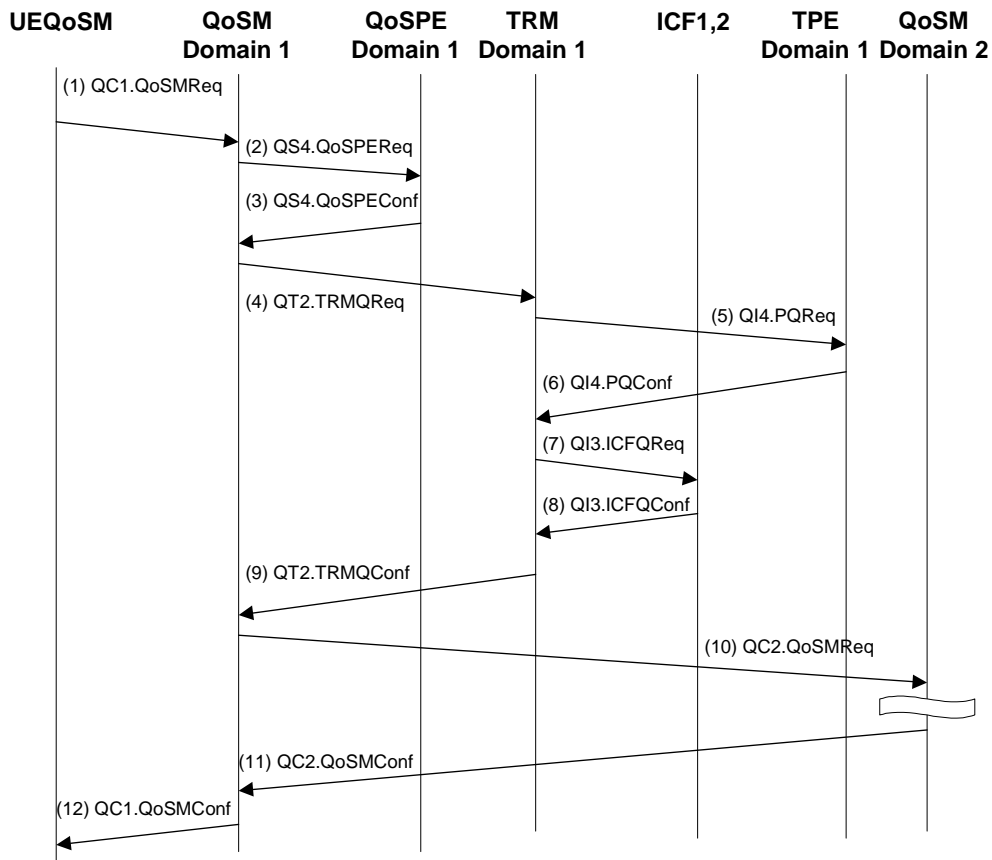 UEQoSM QoSM QoSPE TRM ICF1,2 TPE QoSM
Domain 1 Domain 1 Domain 1 Domain 1 Domain 2
(1) QC1.QoSMReq
(2) QS4.QoSPEReq
(3) QS4.QoSPEConf
(4) QT2.TRMQReq
(5) QI4.PQReq
(6) QI4.PQConf
(7) QI3.ICFQReq
(8) QI3.ICFQConf
(9) QT2.TRMQConf
(10) QC2.QoSMReq
(11) QC2.QoSMConf
(12) QC1.QoSMConf